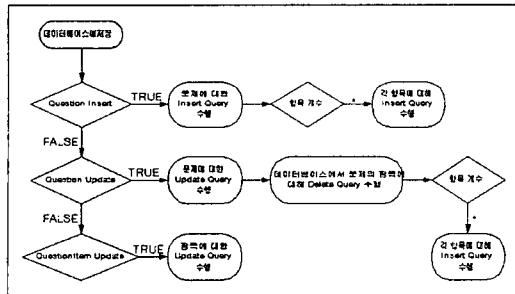 데이터베이스에저장
Question Insert
TRUE
문제에 대한
Insert Query
수행
항목 개수
*
각 항목에 대해
Insert Query
수행
FALSE
Question Update
TRUE
문제에 대한
Update Query
수행
데이터베이스에서 문제의 항목에
대해 Delete Query 수행
항목 개수
*
FALSE
QuestionItem Update
TRUE
항목에 대한
Update Query
수행
각 항목에 대해
Insert Query
수행